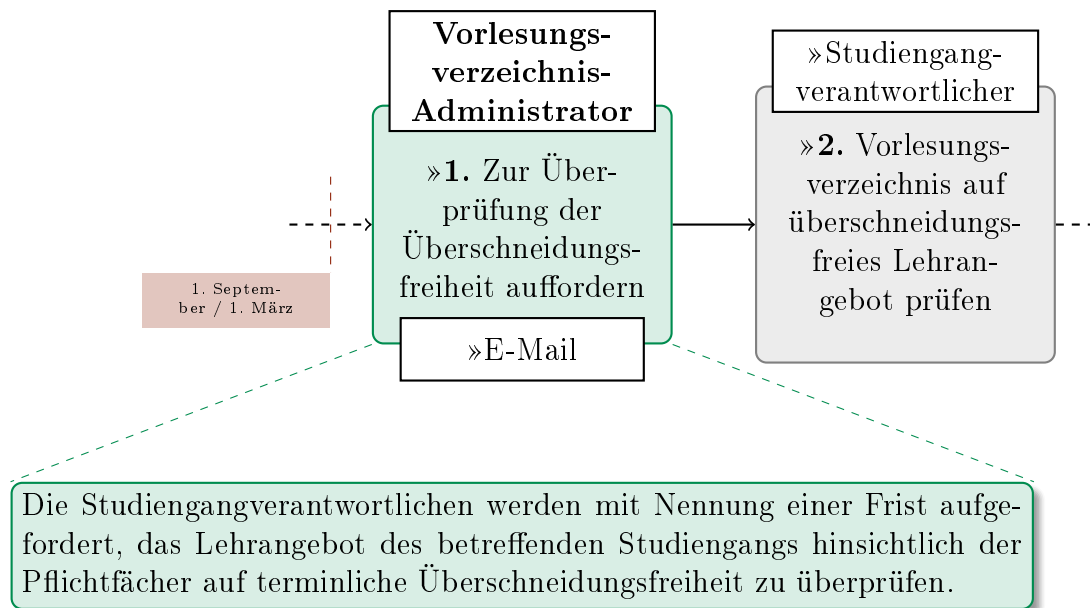 Vorlesungs-
verzeichnis-
Administrator
»1. Zur Über-
prüfung der
Überschneidungs-
freiheit auffordern
»E-Mail
1. Septem-
ber / 1. März
»Studiengang-
verantwortlicher
»2. Vorlesungs-
verzeichnis auf
überschneidungs-
freies Lehran-
gebot prüfen
Die Studiengangverantwortlichen werden mit Nennung einer Frist aufge-
fordert, das Lehrangebot des betreffenden Studiengangs hinsichtlich der
Pflichtfächer auf terminliche Überschneidungsfreiheit zu überprüfen.